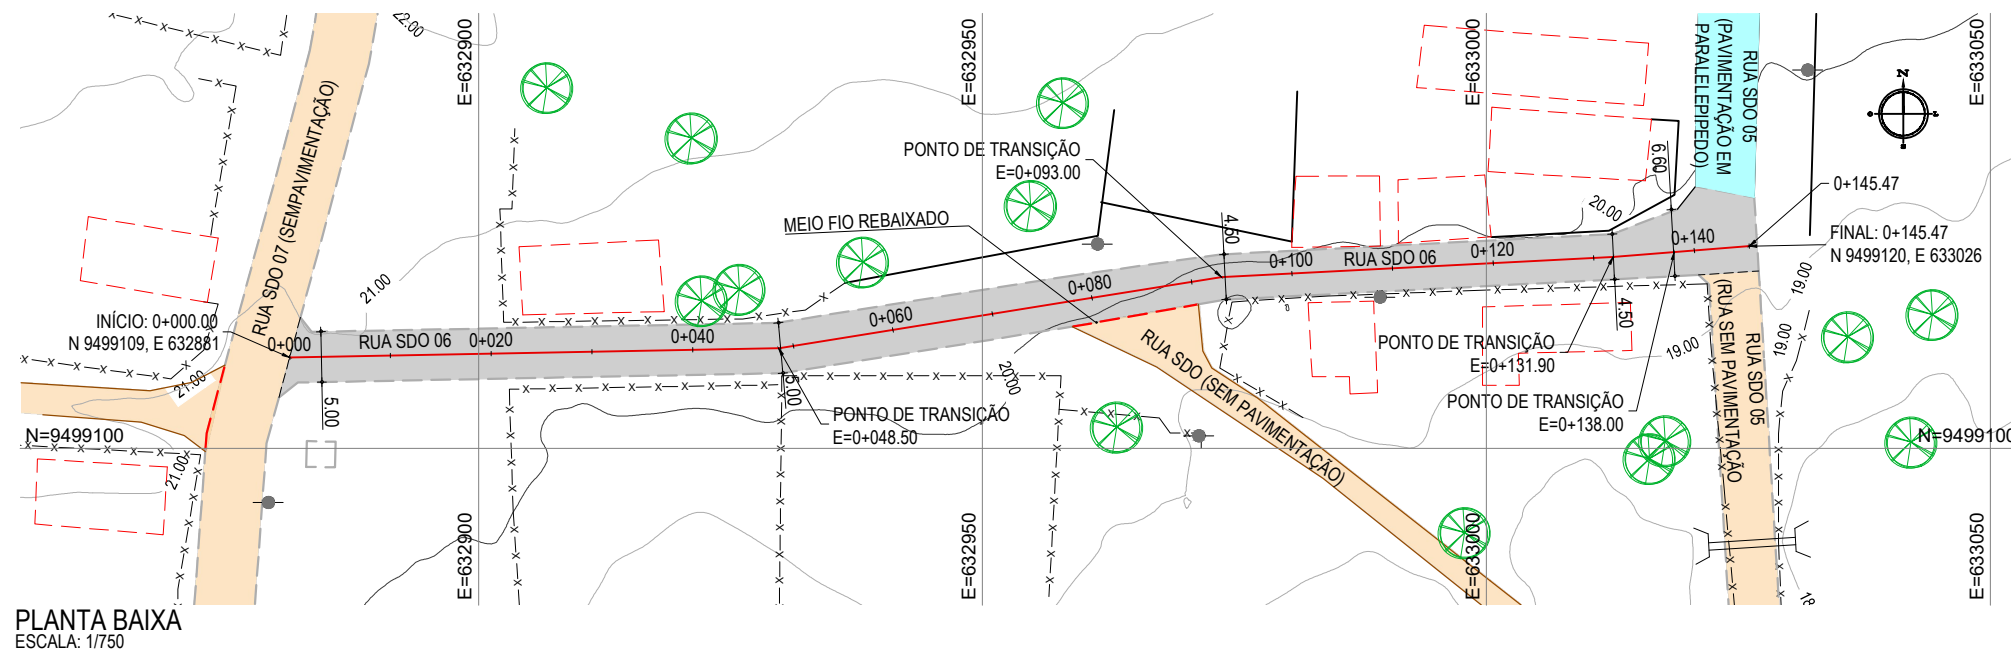 22.00
E=632900
E=632950
E=633000
RUA SDO 05
(PAVIMENTAÇÃO EM
PARALELEPIPEDO)
E=633050
N
RUA SDO 07 (SEMPAVIMENTAÇÃO)
PONTO DE TRANSIÇÃO
E=0+093.00
6.60
0+145.47
MEIO FIO REBAIXADO
4.50
20.00
FINAL: 0+145.47
N 9499120, E 633026
21.00
INÍCIO: 0+000.00
N 9499109, E 632881
0+000
RUA SDO 06
0+020
0+040
0+060
0+080
0+100
RUA SDO 06
0+120
0+140
19.00
21.00
5.00
5.00
20.00
PONTO DE TRANSIÇÃO
E=0+048.50
RUA SDO (SEM PAVIMENTAÇÃO)
4.50
PONTO DE TRANSIÇÃO
E=0+131.90
19.00
PONTO DE TRANSIÇÃO
E=0+138.00
RUA SDO 05
(RUA SEM PAVIMENTAÇÃO
19.00
N=9499100
21.00
N=9499100
E=632900
E=632950
E=633000
E=633050
18
PLANTA BAIXA
ESCALA: 1/750